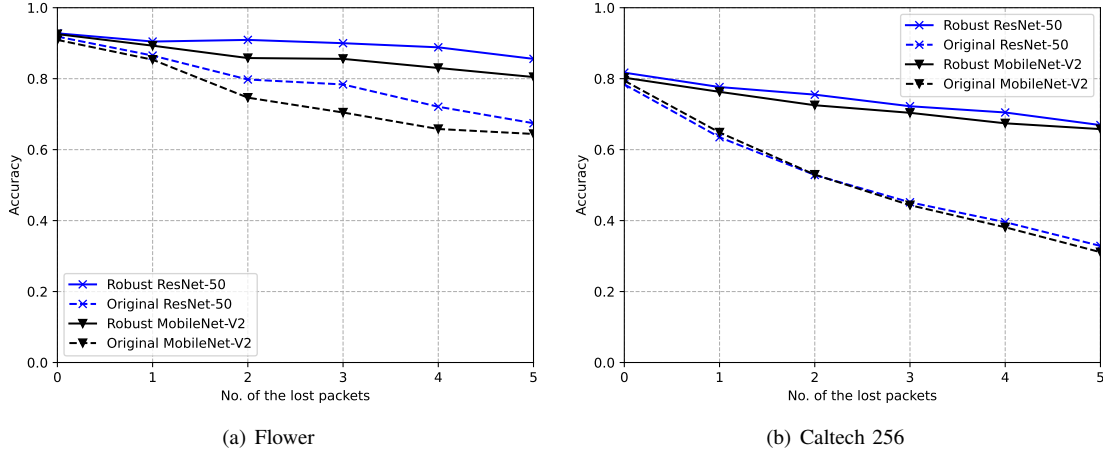 1.0
0.8
0.6
0.4
0.2
0.0
Accuracy
Robust ResNet-50
Original ResNet-50
Robust MobileNet-V2
Original MobileNet-V2
0 1 2 3 4 5
No. of the lost packets
(a) Flower
1.0
0.8
0.6
0.4
0.2
0.0
Accuracy
Robust ResNet-50
Original ResNet-50
Robust MobileNet-V2
Original MobileNet-V2
0 1 2 3 4 5
No. of the lost packets
(b) Caltech 256